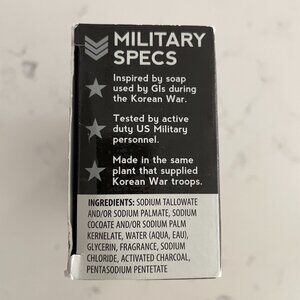 MILITARY
SPECS
Inspired by soap
used by GIs during
the Korean War.
Tested by active
duty US Military
personnel.
Made in the same
plant that supplied
Korean War troops.
INGREDIENTS: SODIUM TALLOWATE
AND/OR SODIUM PALMATE, SODIUM
COCOATE AND/OR SODIUM PALM
KERNELATE, WATER (AQUA, EAU),
GLYCERIN, FRAGRANCE, SODIUM
CHLORIDE, ACTIVATED CHARCOAL,
PENTASODIUM PENTETATE